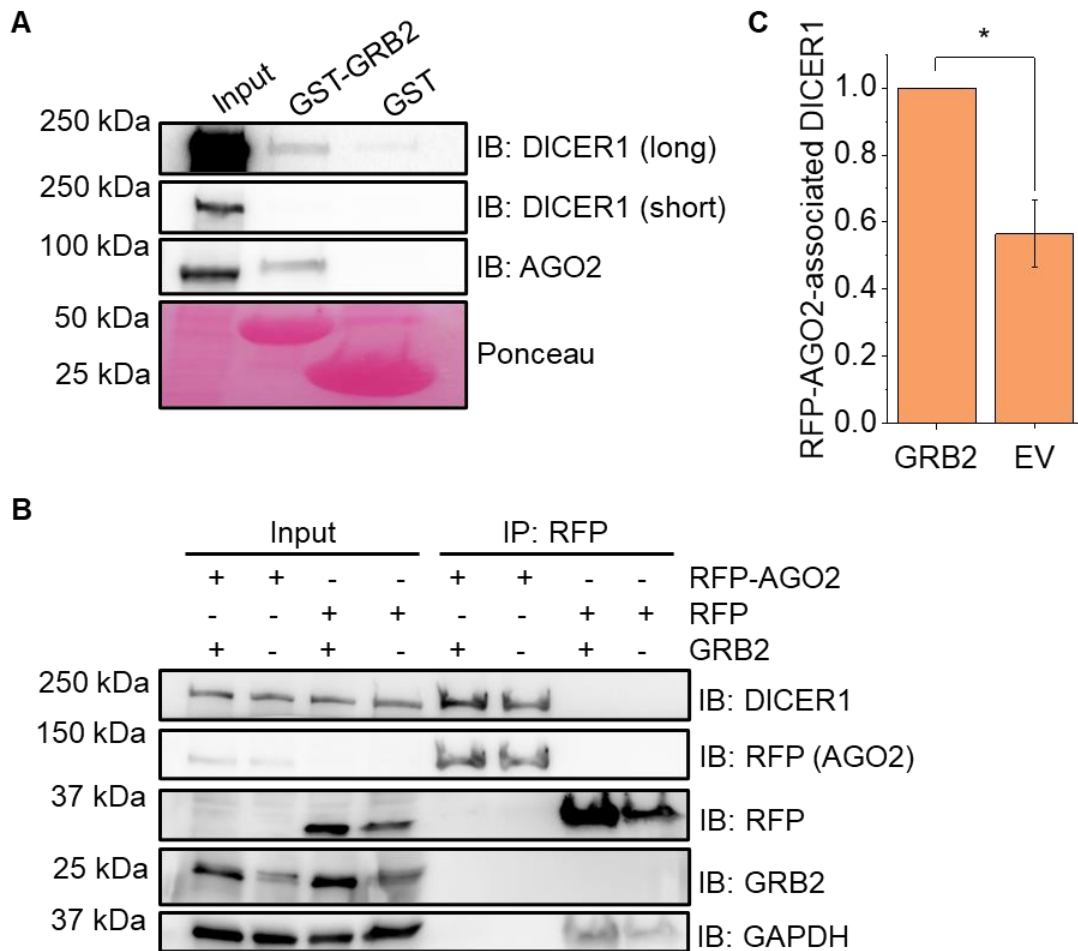 A
Input GST-GRB2 GST
250 kDa IB: DICER1 (long)
250 kDa IB: DICER1 (short)
100 kDa IB: AGO2
50 kDa
25 kDa Ponceau
C
*
RFP-AGO2-associated DICER1
1.0
0.8
0.6
0.4
0.2
0.0
GRB2 EV
B
Input IP: RFP
+ + - - + + - - RFP-AGO2
- - + + - - + + RFP
+ - + - + - + - GRB2
250 kDa IB: DICER1
150 kDa IB: RFP (AGO2)
37 kDa IB: RFP
25 kDa IB: GRB2
37 kDa IB: GAPDH